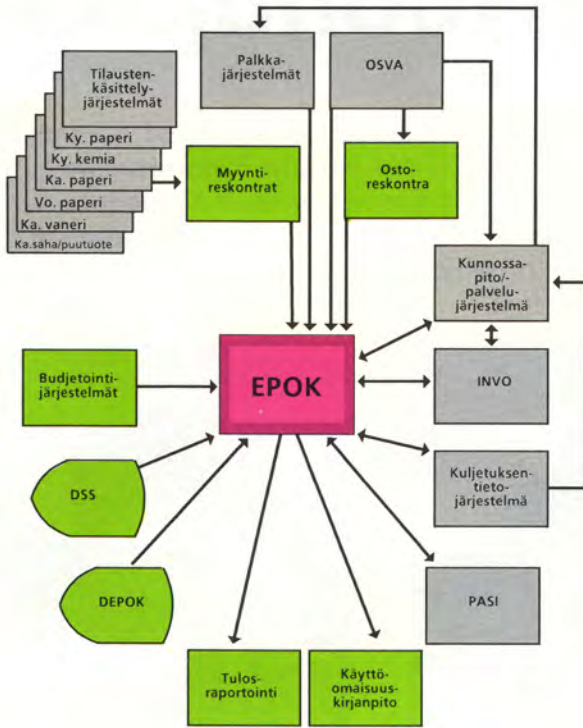 Tilausten-
käsittely-
järjestelmät
Ky. paperi
Ky. kemia
Ka. paperi
Vo. paperi
Ka. vaneri
Ka.saha/puutuote
Palkka-
järjestelmät
OSVA
Myynti-
reskontrat
Osto-
reskontra
Kunnossa-
pito/-
palvelu-
järjestelmä
Budjetointi-
järjestelmät
EPOK
INVO
DSS
Kuljetuksen-
tieto-
järjestelmä
DEPOK
PASI
Tulos-
raportointi
Käyttö-
omaisuus-
kirjanpito